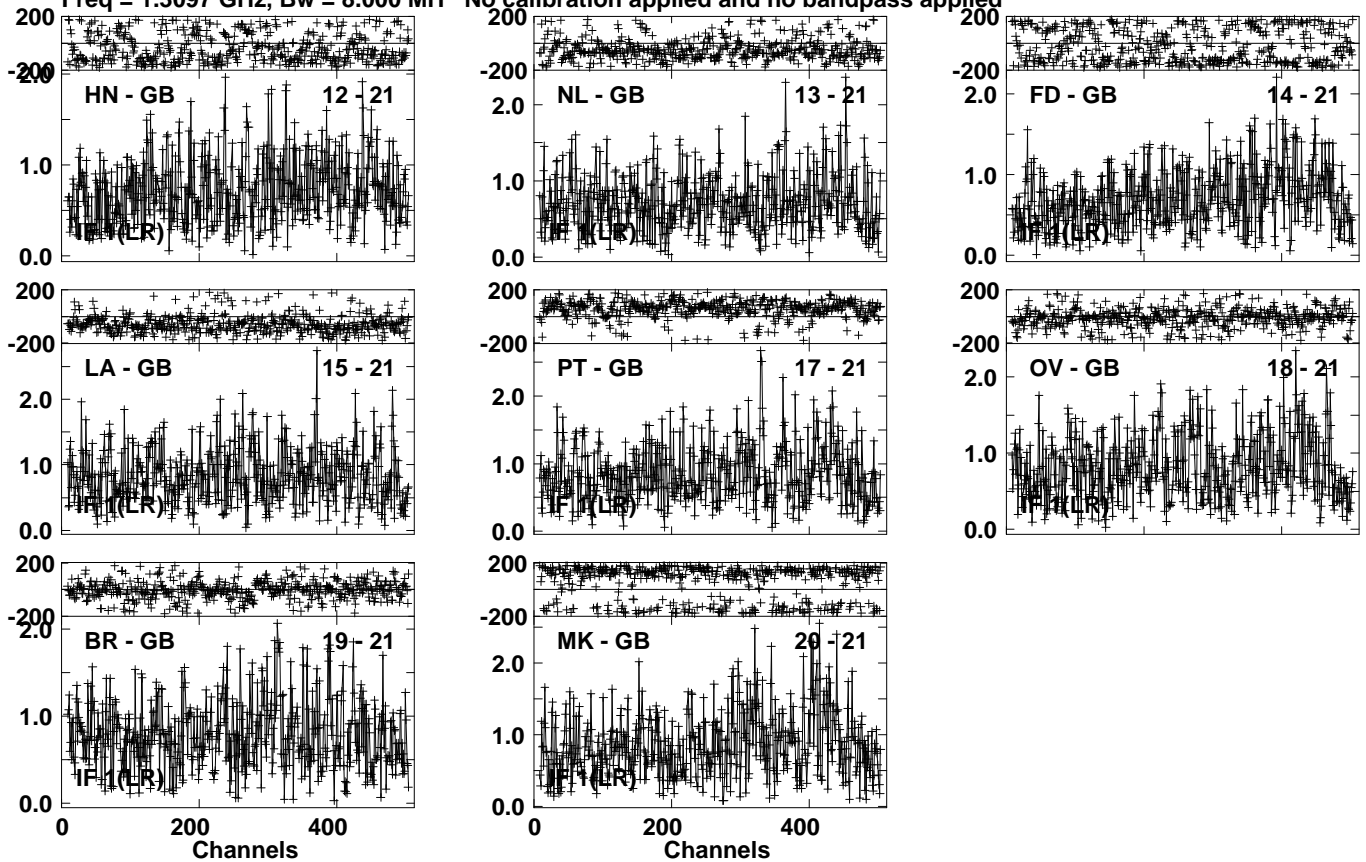 Freq = 1.3097 GHz, Bw = 8.000 MH No calibration applied and no bandpass applied
200 200 200
-200 -200 -200
2.0 HN - GB 12 - 21 NL - GB 13 - 21 FD - GB 14 - 21
2.0 2.0
1.0 1.0 1.0
IF 1(LR) IF 1(LR) IF 1(LR)
0.0 0.0 0.0
200 200 200
-200 -200 -200
LA - GB 15 - 21 PT - GB 17 - 21 OV - GB 18 - 21
2.0 2.0 2.0
1.0 1.0 1.0
IF 1(LR) IF 1(LR) IF 1(LR)
0.0 0.0 0.0
200 200
-200 -200
2.0 BR - GB 19 - 21 MK - GB 20 - 21
2.0
1.0 1.0
IF 1(LR) IF 1(LR)
0.0 0.0
0 200 400 0 200 400
Channels Channels